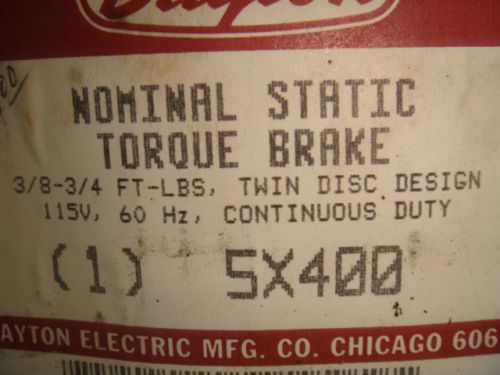 Dayton
NOMINAL STATIC
TORQUE BRAKE
3/8-3/4 FT-LBS, TWIN DISC DESIGN
115V, 60 Hz, CONTINUOUS DUTY
(1) 5X400
AYTON ELECTRIC MFG. CO. CHICAGO 606